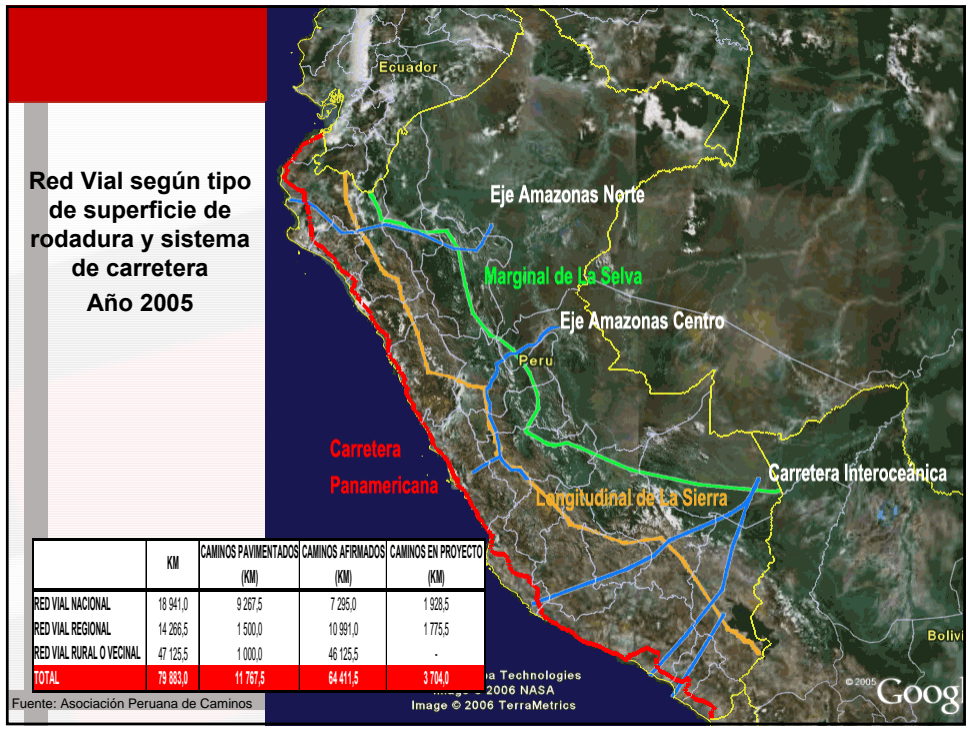 Red Vial según tipo
de superficie de
rodadura y sistema
de carretera
Año 2005
Ecuador
Eje Amazonas Norte
Marginal de La Selva
Eje Amazonas Centro
Peru
Carretera
Panamericana
Carretera Interoceánica
Longitudinal de La Sierra
Bolivi
KM CAMINOS PAVIMENTADOS (KM) CAMINOS AFIRMADOS (KM) CAMINOS EN PROYECTO (KM)
RED VIAL NACIONAL 18 941,0 9 267,5 7 295,0 1 928,5
RED VIAL REGIONAL 14 266,5 1 500,0 10 991,0 1 775,5
RED VIAL RURAL O VECINAL 47 125,5 1 000,0 46 125,5 -
TOTAL 79 883,0 11 767,5 64 411,5 3 704,0
Fuente: Asociación Peruana de Caminos
Technologies
© 2006 NASA
Image © 2006 TerraMetrics
© 2005 Goog